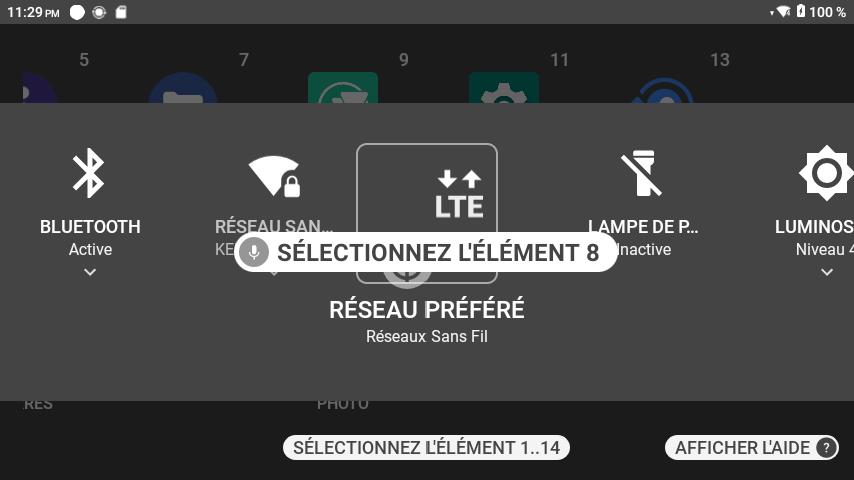 11:29 PM 100 %
5 7 9 11 13
LTE
BLUETOOTH RÉSEAU SAN... LAMPE DE P... LUMINOS
Active KE Inactive Niveau 4
SÉLECTIONNEZ L'ÉLÉMENT 8
RÉSEAU PRÉFÉRÉ
Réseaux Sans Fil
RES PHOTO
SÉLECTIONNEZ L'ÉLÉMENT 1..14 AFFICHER L'AIDE ?